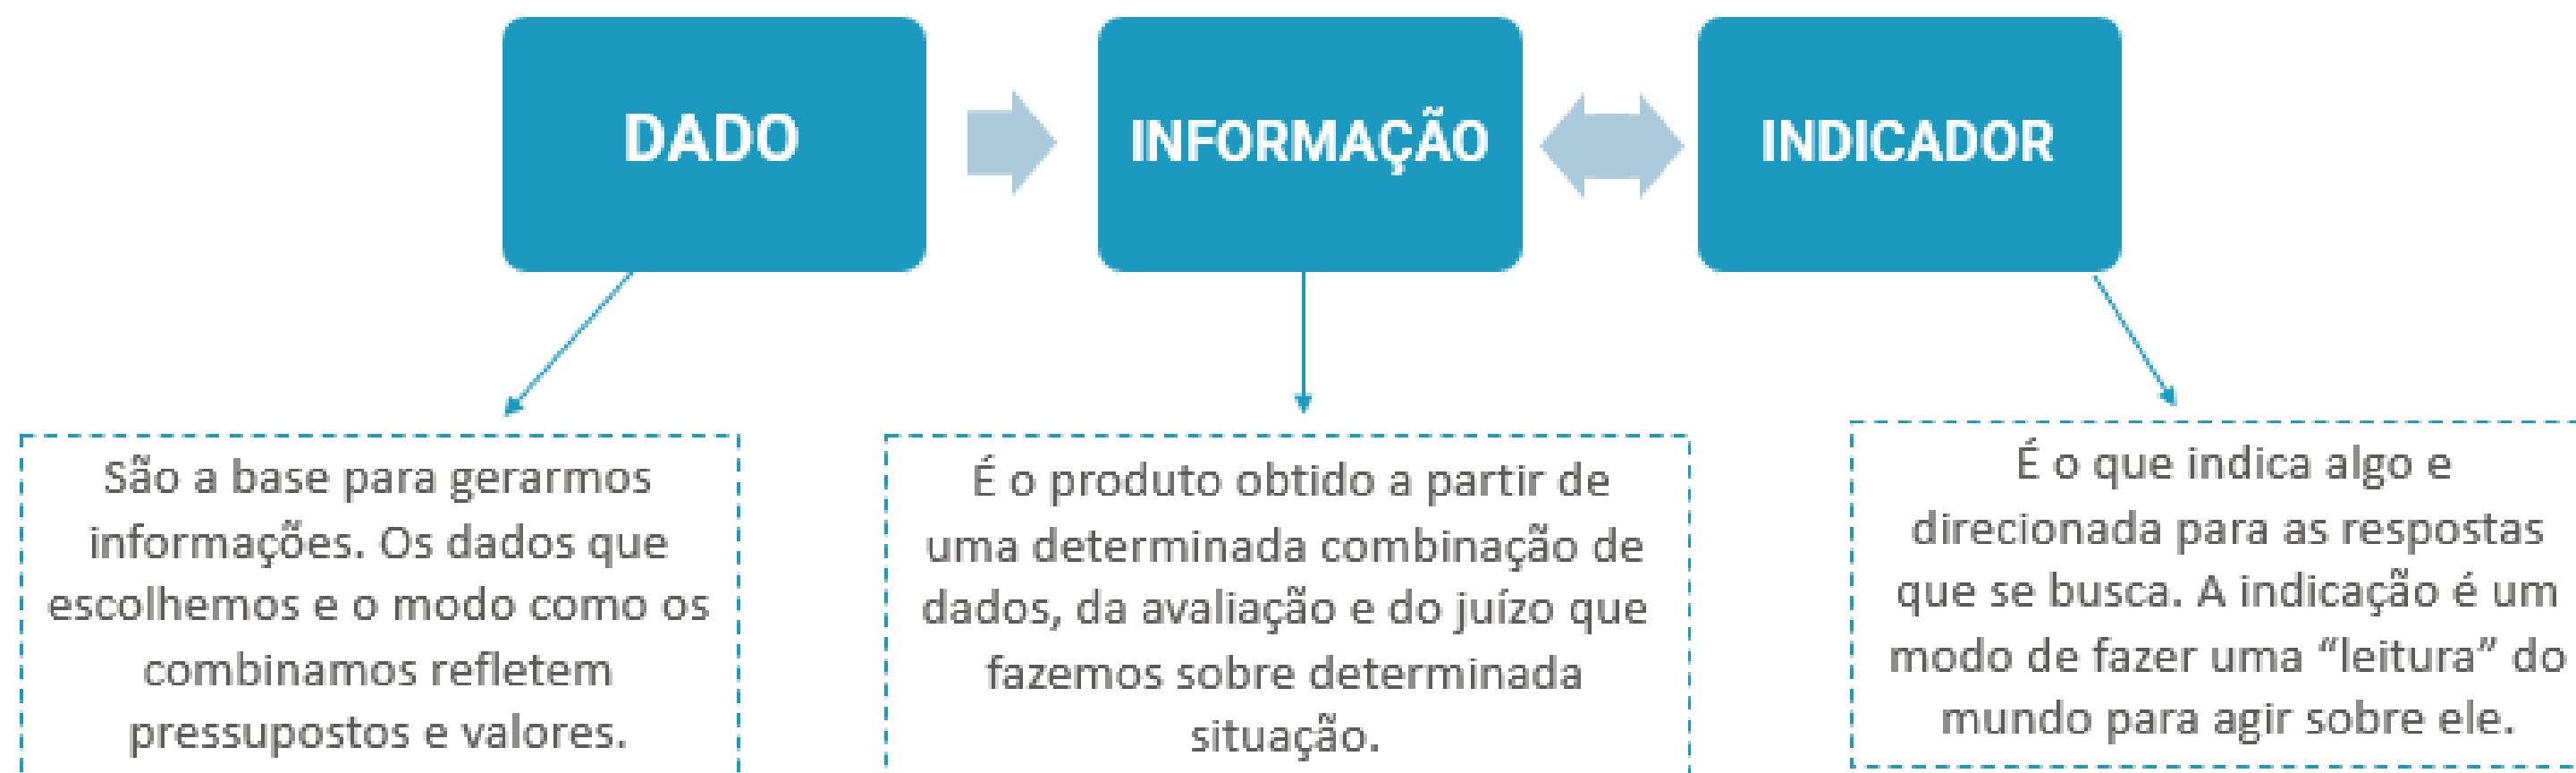 DADO
INFORMAÇÃO
INDICADOR
São a base para gerarmos
informações. Os dados que
escolhemos e o modo como os
combinamos refletem
pressupostos e valores.
É o produto obtido a partir de
uma determinada combinação de
dados, da avaliação e do juízo que
fazemos sobre determinada
situação.
É o que indica algo e
direcionada para as respostas
que se busca. A indicação é um
modo de fazer uma “leitura” do
mundo para agir sobre ele.